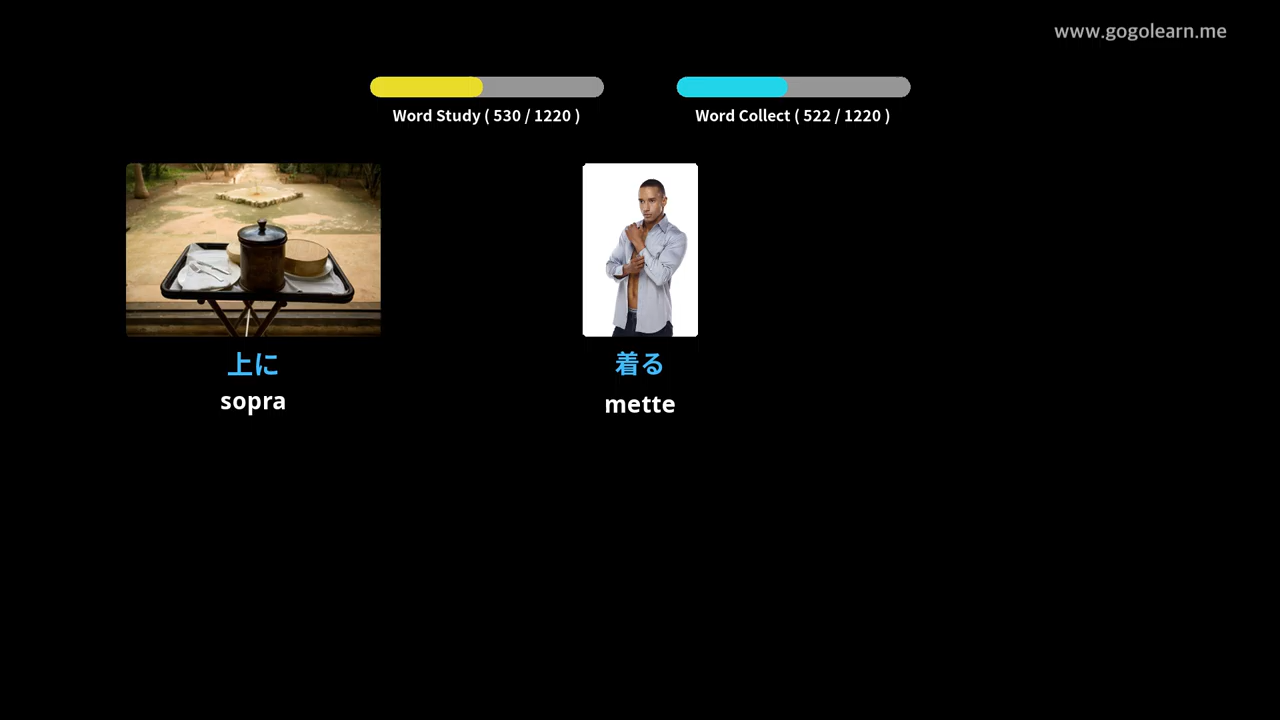 www.gogolearn.me
Word Study ( 530 / 1220 )
Word Collect ( 522 / 1220 )
上に
sopra
着る
mette